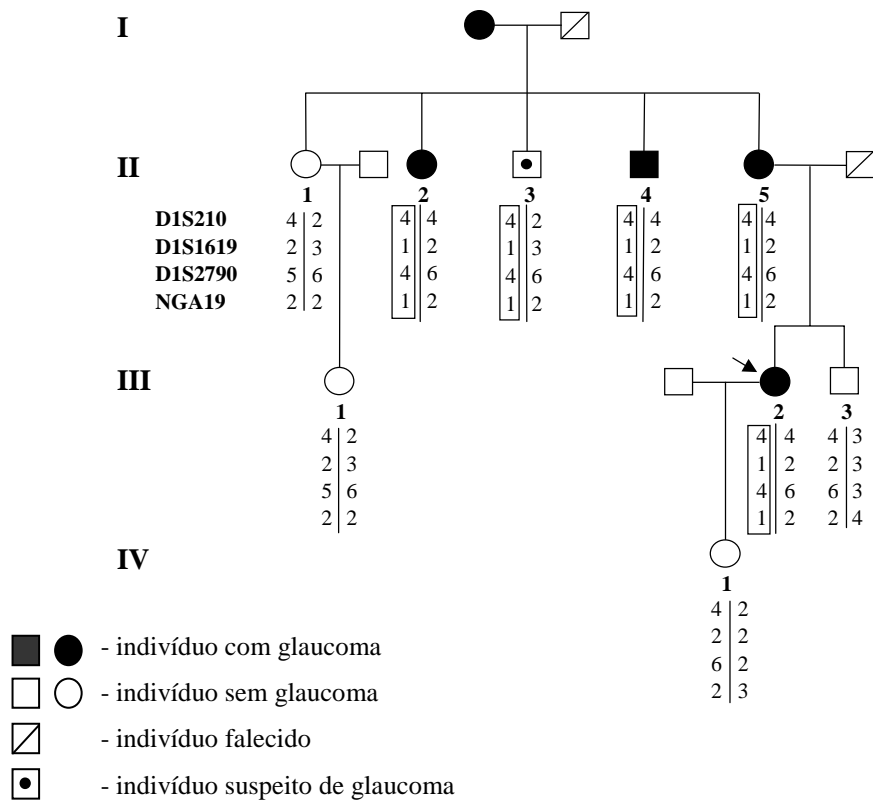 I
II
1 2 3 4 5
D1S210 4 2 4 4 4 2 4 4 4 4
D1S1619 2 3 1 2 1 3 1 2 1 2
D1S2790 5 6 4 6 4 6 4 6 4 6
NGA19 2 2 1 2 1 2 1 2 1 2
III
1 2 3
4 2 4 4 4 3
2 3 1 2 2 3
5 6 4 6 6 3
2 2 1 2 2 4
IV
1
4 2
2 2
6 2
2 3
- indivíduo com glaucoma
- indivíduo sem glaucoma
- indivíduo falecido
- indivíduo suspeito de glaucoma